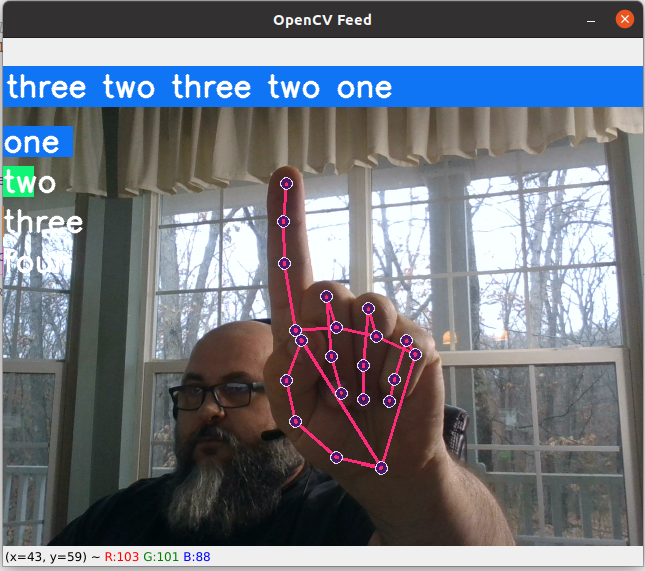 OpenCV Feed
three two three two one
one
two
three
four
(x=43, y=59) ~ R:103 G:101 B:88